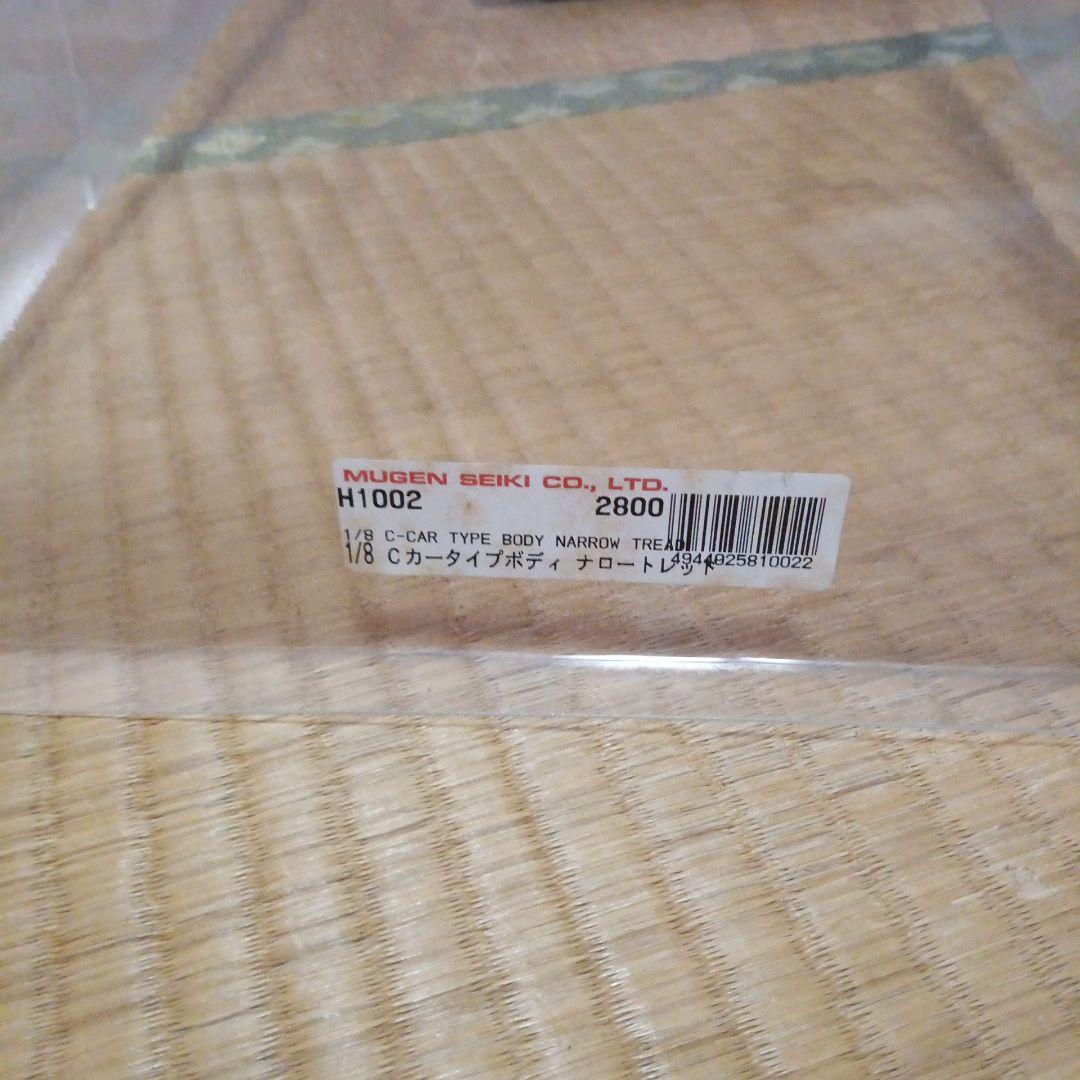 MUGEN SEIKI CO., LTD.
H1002 2800
1/8 C-CAR TYPE BODY NARROW TREAD
1/8 Cカータイプボディ ナロートレッド
4944925810022